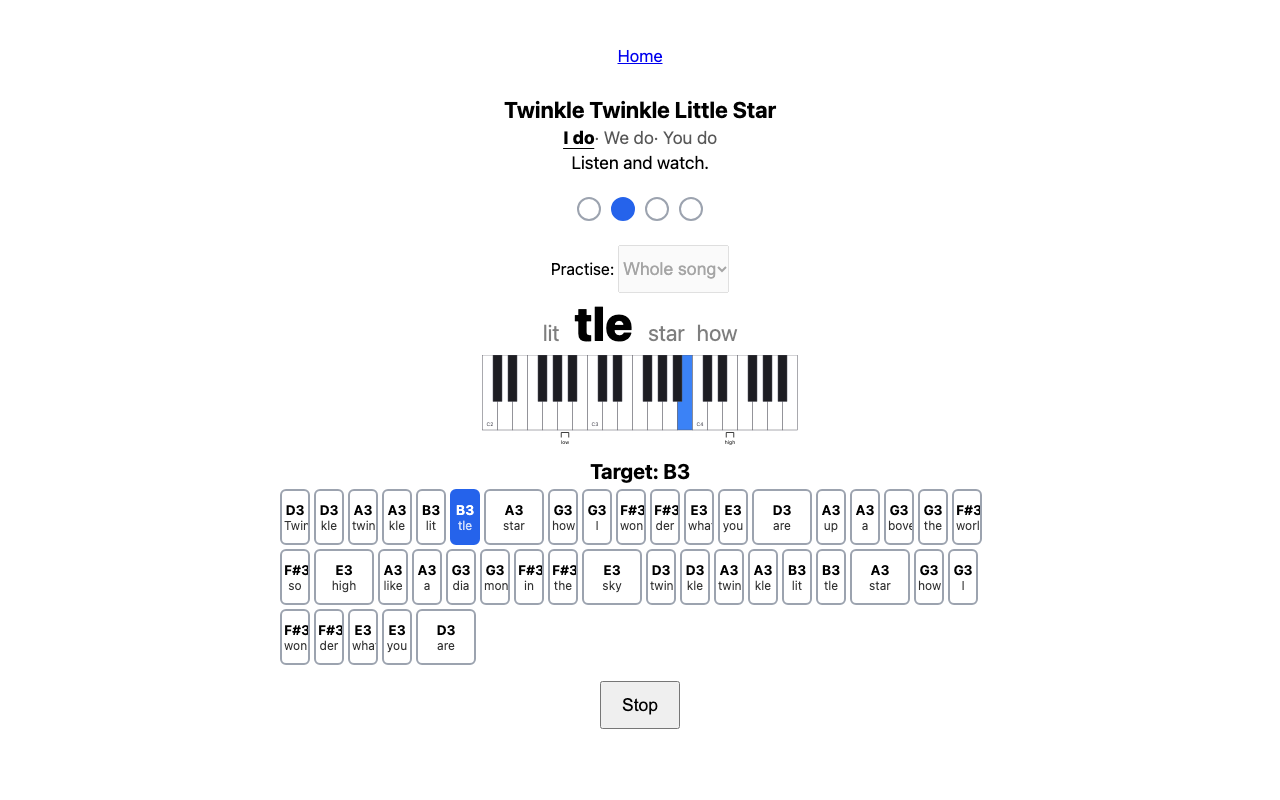 Home
Twinkle Twinkle Little Star
I do· We do· You do
Listen and watch.
Practise: Whole song
lit tle star how
C2 C3 C4
low high
Target: B3
D3 D3 A3 A3 B3 B3 A3 G3 G3 F#3 F#3 E3 E3 D3 A3 A3 G3 G3 F#3
Twin kle twin kle lit tle star how I won der what you are up a bove the worl
F#3 E3 A3 A3 G3 G3 F#3 F#3 E3 D3 D3 A3 A3 B3 B3 A3 G3 G3
so high like a dia mon in the sky twin kle twin kle lit tle star how I
F#3 F#3 E3 E3 D3
won der what you are
Stop